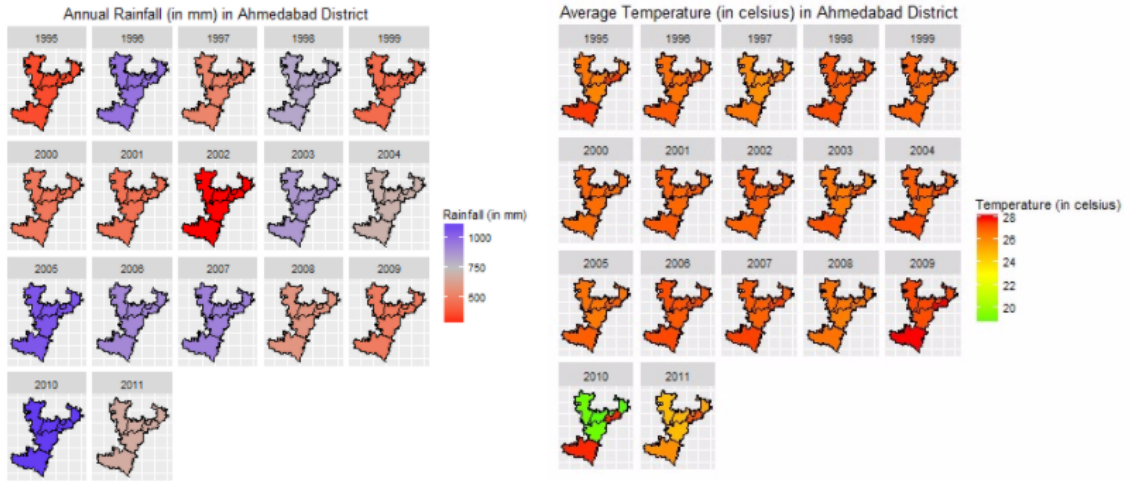 Annual Rainfall (in mm) in Ahmedabad District
1995 1996 1997 1998 1999
2000 2001 2002 2003 2004
2005 2006 2007 2008 2009
2010 2011
Rainfall (in mm)
1000
750
500
Average Temperature (in celsius) in Ahmedabad District
1995 1996 1997 1998 1999
2000 2001 2002 2003 2004
2005 2006 2007 2008 2009
2010 2011
Temperature (in celsius)
28
26
24
22
20